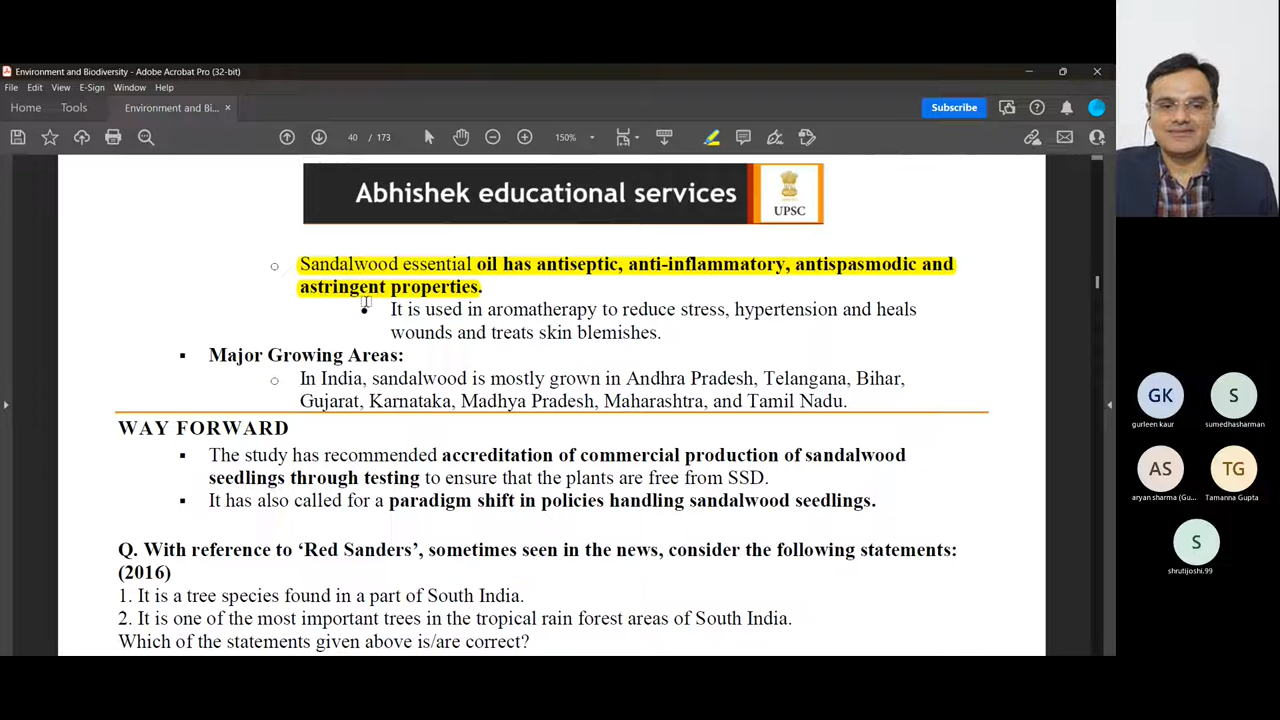 Environment and Biodiversity - Adobe Acrobat Pro (32-bit)
File Edit View E-Sign Window Help
Home Tools Environment and Bi... × Subscribe
40 / 173 150%
Abhishek educational services
UPSC
Sandalwood essential oil has antiseptic, anti-inflammatory, antispasmodic and
astringent properties.
It is used in aromatherapy to reduce stress, hypertension and heals
wounds and treats skin blemishes.
Major Growing Areas:
In India, sandalwood is mostly grown in Andhra Pradesh, Telangana, Bihar,
Gujarat, Karnataka, Madhya Pradesh, Maharashtra, and Tamil Nadu.
WAY FORWARD
The study has recommended accreditation of commercial production of sandalwood
seedlings through testing to ensure that the plants are free from SSD.
It has also called for a paradigm shift in policies handling sandalwood seedlings.
Q. With reference to ‘Red Sanders’, sometimes seen in the news, consider the following statements:
(2016)
1. It is a tree species found in a part of South India.
2. It is one of the most important trees in the tropical rain forest areas of South India.
Which of the statements given above is/are correct?
GK
gurleen kaur
S
sumedhasharman
AS
aryan sharma (Gu...
TG
Tamanna Gupta
S
shrutijoshi.99